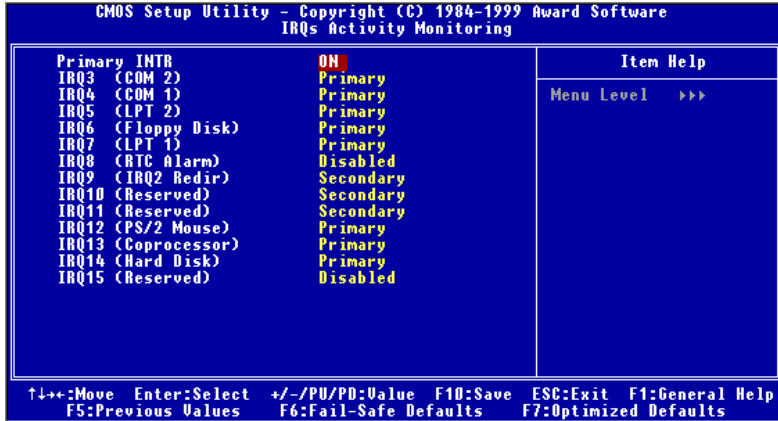 CMOS Setup Utility - Copyright (C) 1984-1999 Award Software
IRQs Activity Monitoring
Primary INTR ON
IRQ3 (COM 2) Primary
IRQ4 (COM 1) Primary
IRQ5 (LPT 2) Primary
IRQ6 (Floppy Disk) Primary
IRQ7 (LPT 1) Primary
IRQ8 (RTC Alarm) Disabled
IRQ9 (IRQ2 Redir) Secondary
IRQ10 (Reserved) Secondary
IRQ11 (Reserved) Secondary
IRQ12 (PS/2 Mouse) Primary
IRQ13 (Coprocessor) Primary
IRQ14 (Hard Disk) Primary
IRQ15 (Reserved) Disabled
Item Help
Menu Level ▸▸▸
↑↓→←:Move Enter:Select +/-/PU/PD:Value F10:Save ESC:Exit F1:General Help
F5:Previous Values F6:Fail-Safe Defaults F7:Optimized Defaults